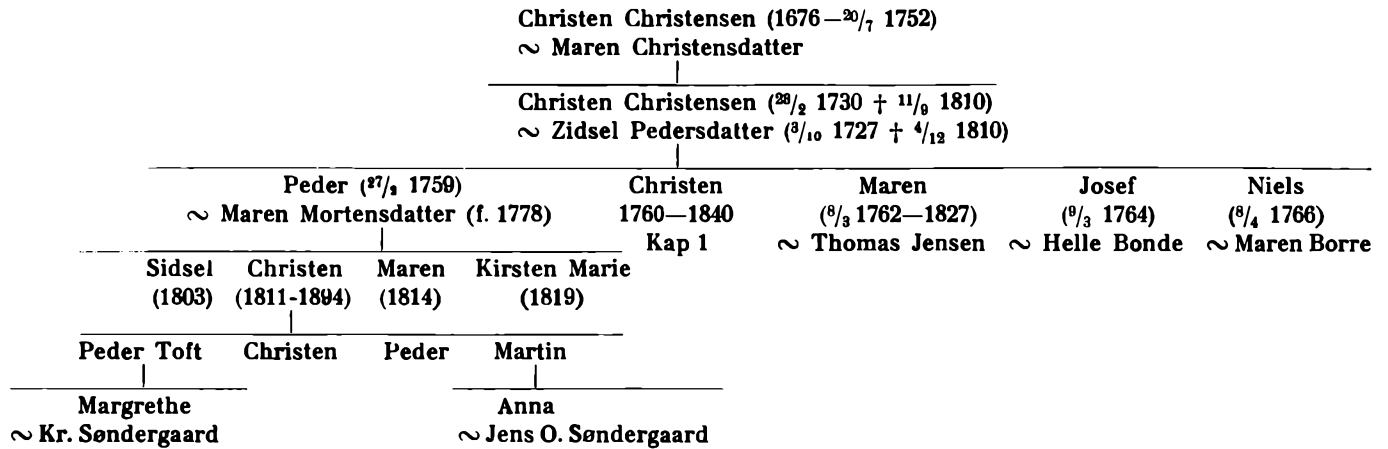 Christen Christensen (1676—20/7 1752)
∾ Maren Christensdatter
Christen Christensen (28/2 1730 † 11/9 1810)
∾ Zidsel Pedersdatter (3/10 1727 † 4/12 1810)
Peder (27/2 1759) Christen Maren Josef Niels
∾ Maren Mortensdatter (f. 1778) 1760—1840 (8/3 1762—1827) (9/3 1764) (8/4 1766)
Kap 1 ∾ Thomas Jensen ∾ Helle Bonde ∾ Maren Borre
Sidsel Christen Maren Kirsten Marie
(1803) (1811-1894) (1814) (1819)
Peder Toft Christen Peder Martin
Margrethe Anna
∾ Kr. Søndergaard ∾ Jens O. Søndergaard